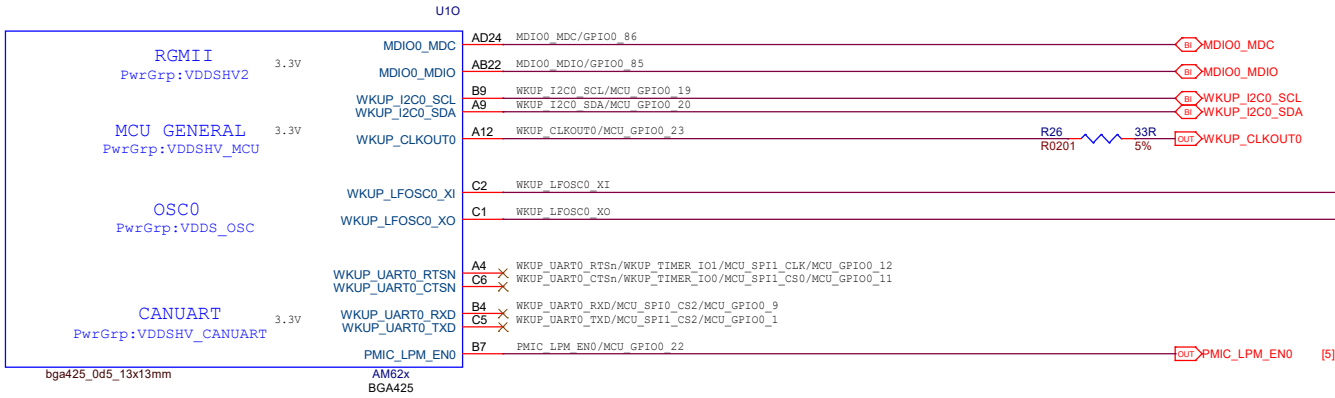 U1O
RGMII
PwrGrp:VDDSHV2
3.3V
MDIO0_MDC
AD24
MDIO0_MDC/GPIO0_86
BI
MDIO0_MDC
MDIO0_MDIO
AB22
MDIO0_MDIO/GPIO0_85
BI
MDIO0_MDIO
MCU GENERAL
PwrGrp:VDDSHV_MCU
3.3V
WKUP_I2C0_SCL
B9
WKUP_I2C0_SCL/MCU_GPIO0_19
BI
WKUP_I2C0_SCL
WKUP_I2C0_SDA
A9
WKUP_I2C0_SDA/MCU_GPIO0_20
BI
WKUP_I2C0_SDA
WKUP_CLKOUT0
A12
WKUP_CLKOUT0/MCU_GPIO0_23
R26
R0201
33R
5%
OUT
WKUP_CLKOUT0
OSC0
PwrGrp:VDDS_OSC
WKUP_LFOSC0_XI
C2
WKUP_LFOSC0_XI
WKUP_LFOSC0_XO
C1
WKUP_LFOSC0_XO
CANUART
PwrGrp:VDDSHV_CANUART
3.3V
WKUP_UART0_RTSN
A4
WKUP_UART0_RTSn/WKUP_TIMER_IO1/MCU_SPI1_CLK/MCU_GPIO0_12
WKUP_UART0_CTSN
C6
WKUP_UART0_CTSn/WKUP_TIMER_IO0/MCU_SPI1_CS0/MCU_GPIO0_11
WKUP_UART0_RXD
B4
WKUP_UART0_RXD/MCU_SPI0_CS2/MCU_GPIO0_9
WKUP_UART0_TXD
C5
WKUP_UART0_TXD/MCU_SPI1_CS2/MCU_GPIO0_1
PMIC_LPM_EN0
B7
PMIC_LPM_EN0/MCU_GPIO0_22
OUT
PMIC_LPM_EN0
[5]
bga425_0d5_13x13mm
AM62x
BGA425